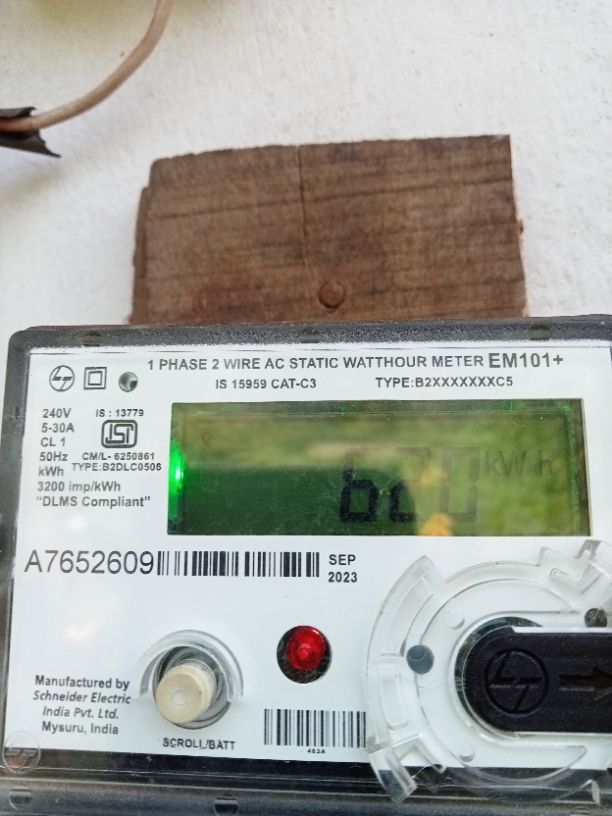 1 PHASE 2 WIRE AC STATIC WATTHOUR METER EM101+
IS 15959 CAT-C3 TYPE:B2XXXXXXXC5
240V IS : 13779
5-30A
CL 1
50Hz CM/L- 6250861
kWh TYPE:B2DLC0506
3200 imp/kWh
"DLMS Compliant"
620 kWh
A7652609 SEP
2023
Manufactured by
Schneider Electric
India Pvt. Ltd.
Mysuru, India
SCROLL/BATT